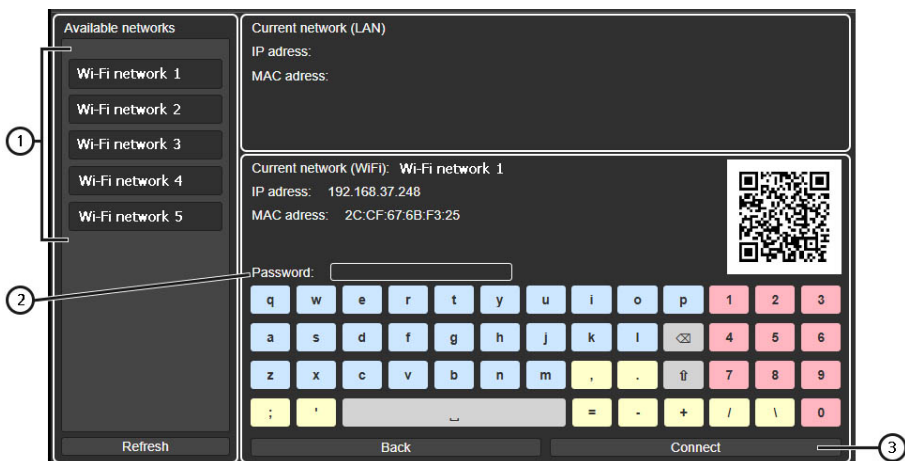 Available networks
Wi-Fi network 1
Wi-Fi network 2
Wi-Fi network 3
Wi-Fi network 4
Wi-Fi network 5
Refresh
Current network (LAN)
IP adress:
MAC adress:
Current network (WiFi): Wi-Fi network 1
IP adress: 192.168.37.248
MAC adress: 2C:CF:67:6B:F3:25
Password:
q w e r t y u i o p 1 2 3
a s d f g h j k l ⌫ 4 5 6
z x c v b n m , . ⇧ 7 8 9
; ' ⎵ = - + / \ 0
Back Connect
1
2
3